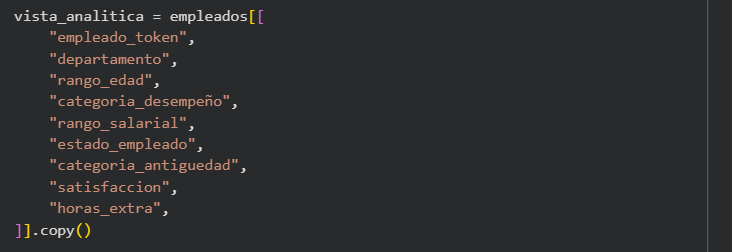 vista_analitica = empleados[[
    "empleado_token",
    "departamento",
    "rango_edad",
    "categoria_desempeño",
    "rango_salarial",
    "estado_empleado",
    "categoria_antiguedad",
    "satisfaccion",
    "horas_extra",
]].copy()